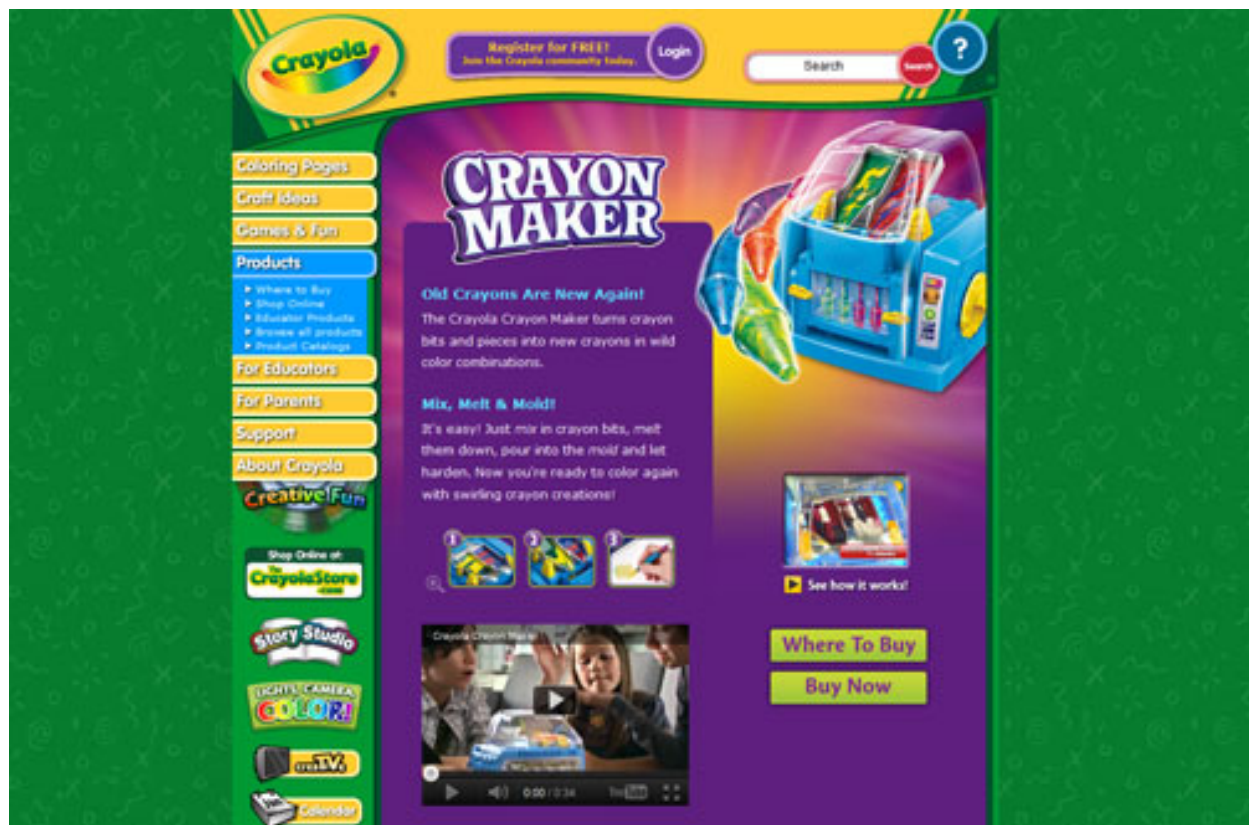 Crayola
Register for FREE!
Join the Crayola community today.
Login
Search
Search
?
Coloring Pages
Craft Ideas
Games & Fun
Products
Where to Buy
Shop Online
Educator Products
Browse all products
Product Catalogs
For Educators
For Parents
Support
About Crayola
Creative Fun
Shop Online at:
The
CrayolaStore
.com
Story Studio
LIGHTS, CAMERA,
COLOR!
TV
Calendar
CRAYON
MAKER
Old Crayons Are New Again!
The Crayola Crayon Maker turns crayon
bits and pieces into new crayons in wild
color combinations.
Mix, Melt & Mold!
It's easy! Just mix in crayon bits, melt
them down, pour into the mold and let
harden. Now you're ready to color again
with swirling crayon creations!
1
2
3
Crayola Crayon Maker
0:00 / 0:34
YouTube
See how it works!
Where To Buy
Buy Now